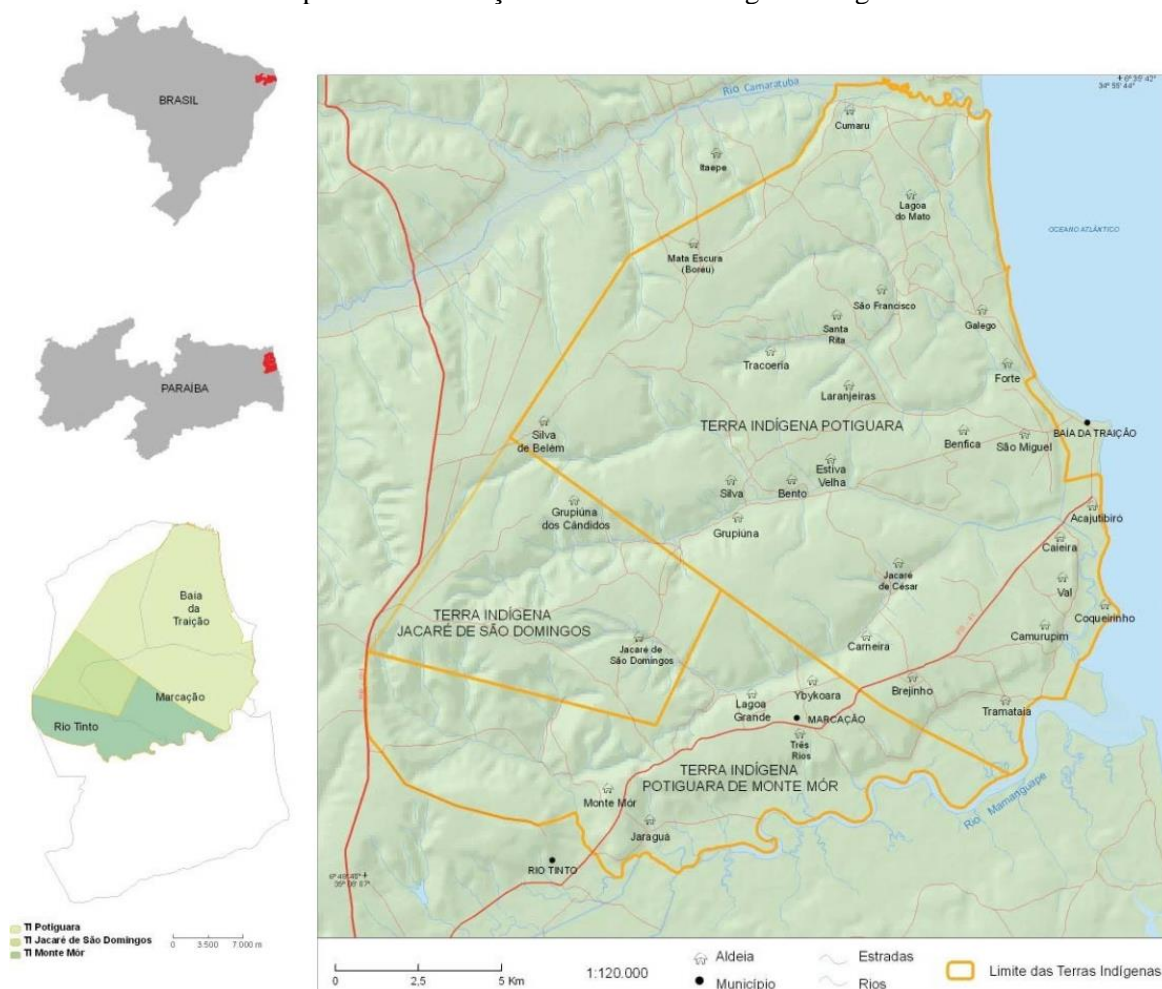 BRASIL
PARAÍBA
Baía
da
Traição
Marcação
Rio Tinto
TI Potiguara
TI Jacaré de São Domingos
TI Monte Mór
0 3.500 7.000 m
Rio Camaratuba
Cumaru
Itaepe
Lagoa
do Mato
OCEANO ATLÂNTICO
Mata Escura
(Boréu)
São Francisco
Santa
Rita
Galego
Tracoeria
Forte
Laranjeiras
TERRA INDÍGENA POTIGUARA
Silva
de Belém
Benfica
São Miguel
BAÍA DA TRAIÇÃO
Estiva
Velha
Silva
Bento
Grupiúna
dos Cândidos
Grupiúna
Acajutibiró
Caieira
Jacaré
de César
Val
TERRA INDÍGENA
JACARÉ DE SÃO DOMINGOS
Coqueirinho
Camurupim
Jacaré de
São Domingos
Carneira
Ybykoara
Brejinho
Lagoa
Grande
Tramataia
MARCAÇÃO
Três
Rios
TERRA INDÍGENA
POTIGUARA DE MONTE MÓR
Monte Mór
Rio Mamanguape
Jaraguá
RIO TINTO
0 2,5 5 Km
1:120.000
Aldeia
Município
Estradas
Rios
Limite das Terras Indígenas